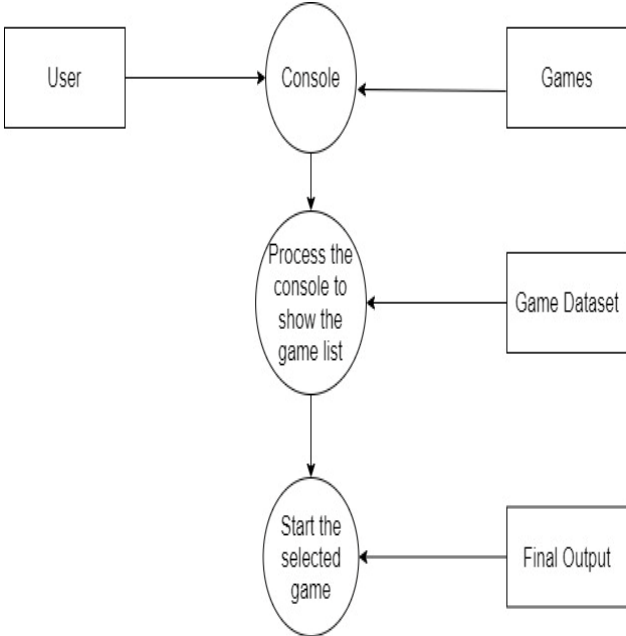 User
Console
Games
Process the
console to
show the
game list
Game Dataset
Start the
selected
game
Final Output